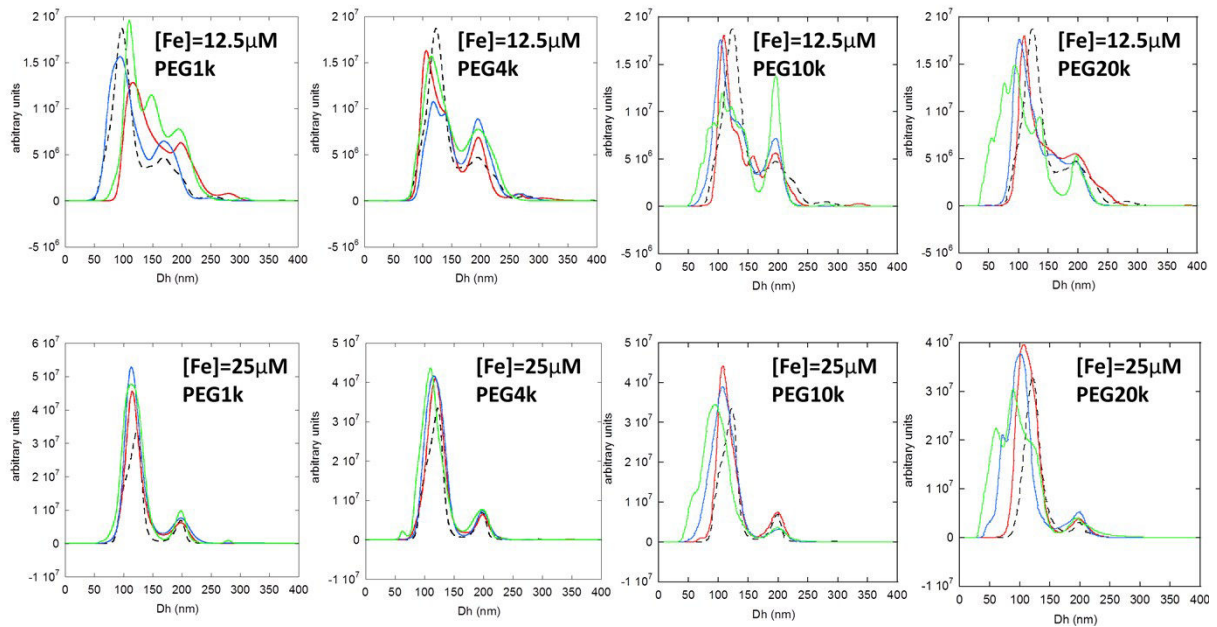 [Fe]=12.5µM
PEG1k
arbitrary units
2 10⁷
1.5 10⁷
1 10⁷
5 10⁶
0
-5 10⁶
0 50 100 150 200 250 300 350 400
Dh (nm)
[Fe]=12.5µM
PEG4k
arbitrary units
2 10⁷
1.5 10⁷
1 10⁷
5 10⁶
0
-5 10⁶
0 50 100 150 200 250 300 350 400
Dh (nm)
[Fe]=12.5µM
PEG10k
arbitrary units
2 10⁷
1.5 10⁷
1 10⁷
5 10⁶
0
-5 10⁶
0 50 100 150 200 250 300 350 400
Dh (nm)
[Fe]=12.5µM
PEG20k
arbitrary units
2 10⁷
1.5 10⁷
1 10⁷
5 10⁶
0
-5 10⁶
0 50 100 150 200 250 300 350 400
Dh (nm)
[Fe]=25µM
PEG1k
arbitrary units
6 10⁷
5 10⁷
4 10⁷
3 10⁷
2 10⁷
1 10⁷
0
-1 10⁷
0 50 100 150 200 250 300 350 400
Dh (nm)
[Fe]=25µM
PEG4k
arbitrary units
5 10⁷
4 10⁷
3 10⁷
2 10⁷
1 10⁷
0
-1 10⁷
0 50 100 150 200 250 300 350 400
Dh (nm)
[Fe]=25µM
PEG10k
arbitrary units
5 10⁷
4 10⁷
3 10⁷
2 10⁷
1 10⁷
0
-1 10⁷
0 50 100 150 200 250 300 350 400
Dh (nm)
[Fe]=25µM
PEG20k
arbitrary units
4 10⁷
3 10⁷
2 10⁷
1 10⁷
0
-1 10⁷
0 50 100 150 200 250 300 350 400
Dh (nm)